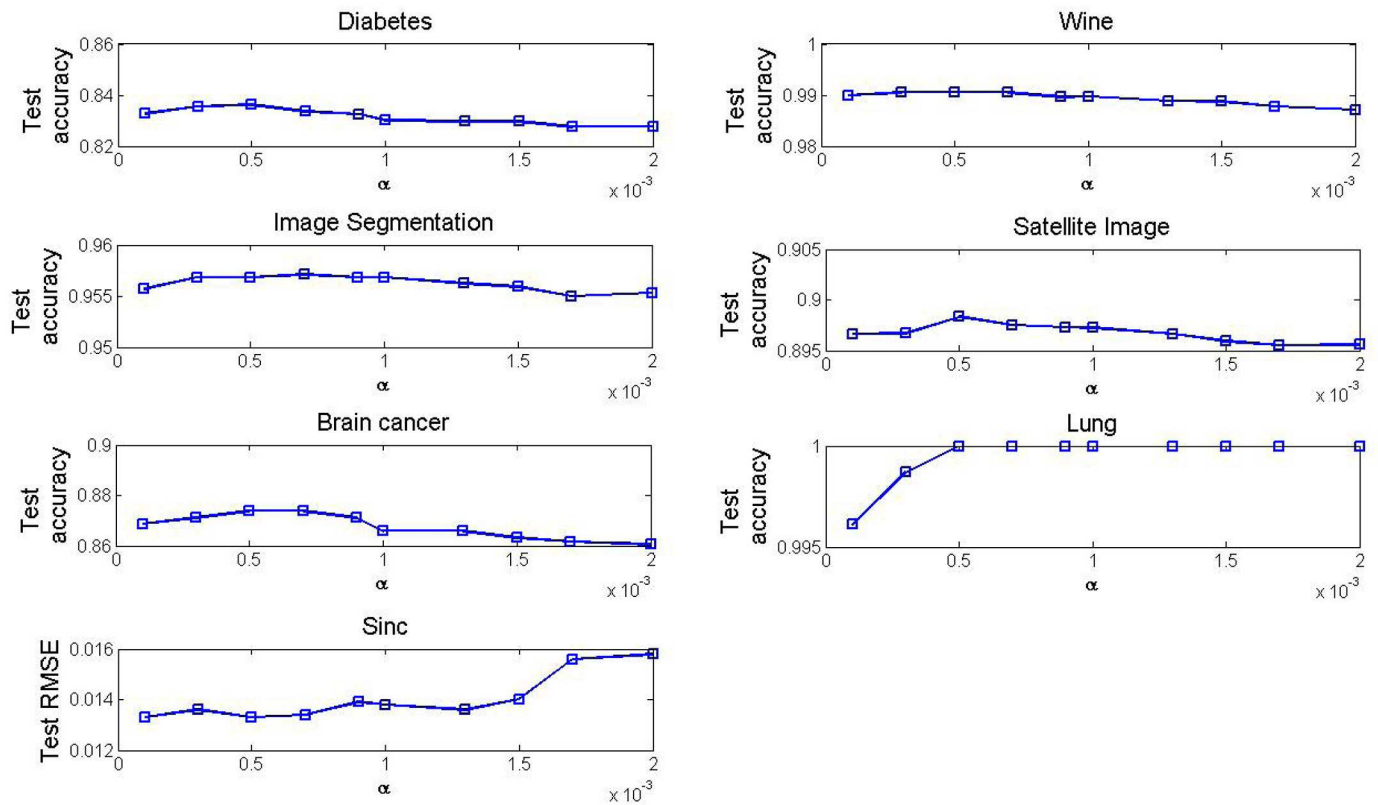 Diabetes
Test
accuracy
0.86
0.84
0.82
0
0.5
1
1.5
2
α
x 10-3
Wine
Test
accuracy
1
0.99
0.98
0
0.5
1
1.5
2
α
x 10-3
Image Segmentation
Test
accuracy
0.96
0.955
0.95
0
0.5
1
1.5
2
α
x 10-3
Satellite Image
Test
accuracy
0.905
0.9
0.895
0
0.5
1
1.5
2
α
x 10-3
Brain cancer
Test
accuracy
0.9
0.88
0.86
0
0.5
1
1.5
2
α
x 10-3
Lung
Test
accuracy
1
0.995
0
0.5
1
1.5
2
α
x 10-3
Sinc
Test RMSE
0.016
0.014
0.012
0
0.5
1
1.5
2
α
x 10-3